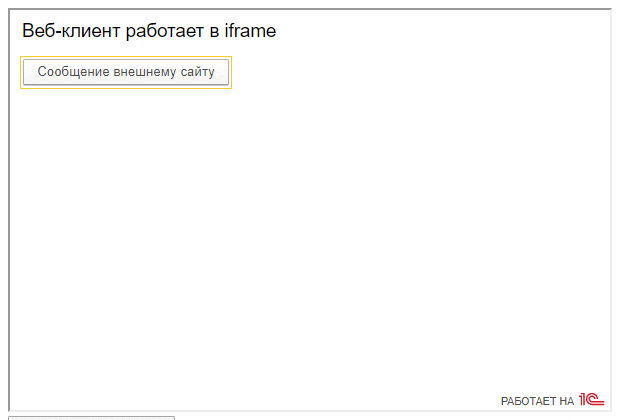 Веб-клиент работает в iframe
Сообщение внешнему сайту
РАБОТАЕТ НА 1С